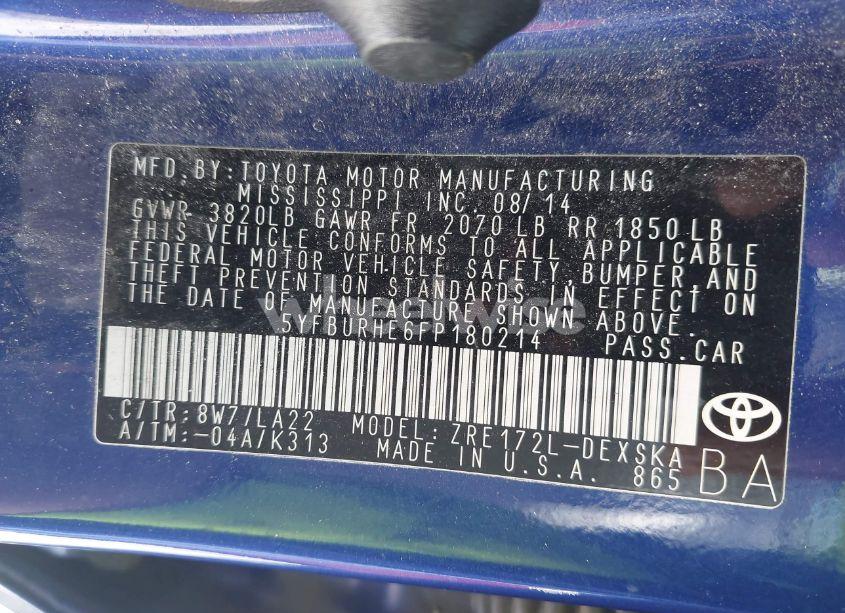 MFD.BY:TOYOTA MOTOR MANUFACTURING
MISSISSIPPI INC. 08/14
GVWR 3820LB GAWR FR 2070 LB RR 1850 LB
THIS VEHICLE CONFORMS TO ALL APPLICABLE
FEDERAL MOTOR VEHICLE SAFETY, BUMPER, AND
THEFT PREVENTION STANDARDS IN EFFECT ON
THE DATE OF MANUFACTURE SHOWN ABOVE.
5YFBURHE6FP180214 PASS.CAR
C/TR:8W7/LA22 MODEL: ZRE172L-DEXSKA
A/TM:-04A/K313 MADE IN U.S.A. 865
BA